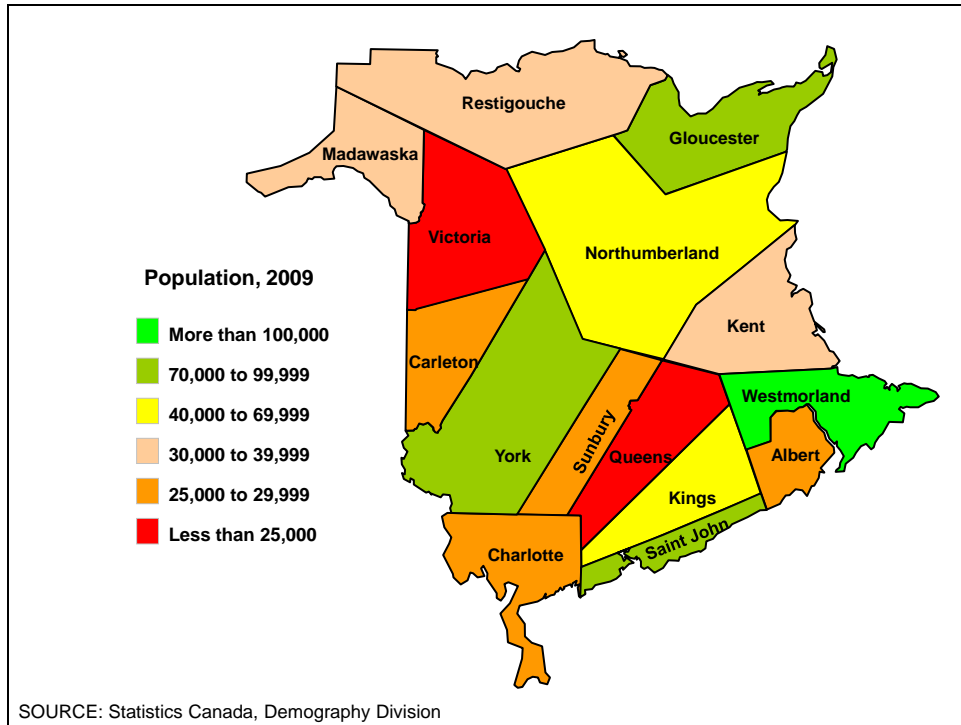 Restigouche
Gloucester
Madawaska
Victoria
Northumberland
Population, 2009
More than 100,000
70,000 to 99,999
40,000 to 69,999
30,000 to 39,999
25,000 to 29,999
Less than 25,000
Kent
Carleton
Westmorland
York
Sunbury
Queens
Albert
Kings
Saint John
Charlotte
SOURCE: Statistics Canada, Demography Division